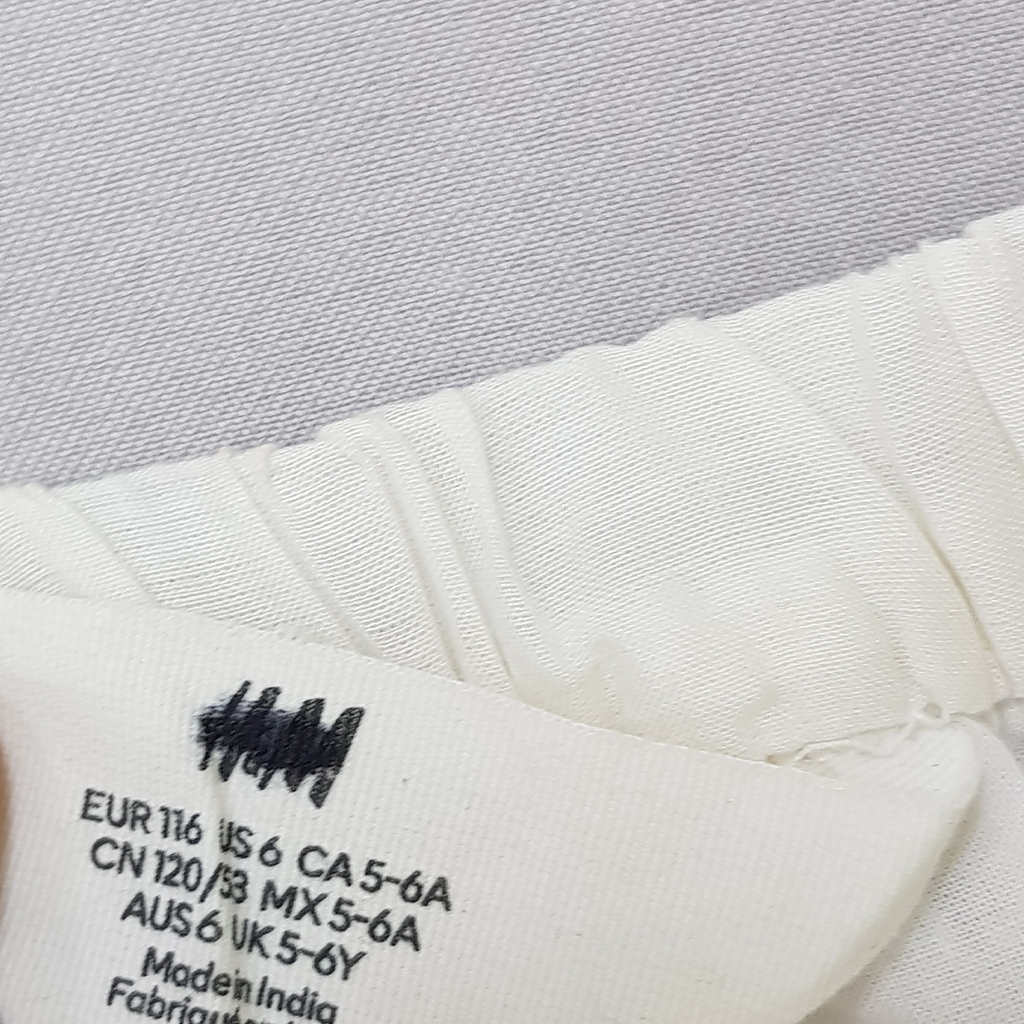 EUR 116 US 6 CA 5-6A
CN 120/53 MX 5-6A
AUS 6 UK 5-6Y
Made in India